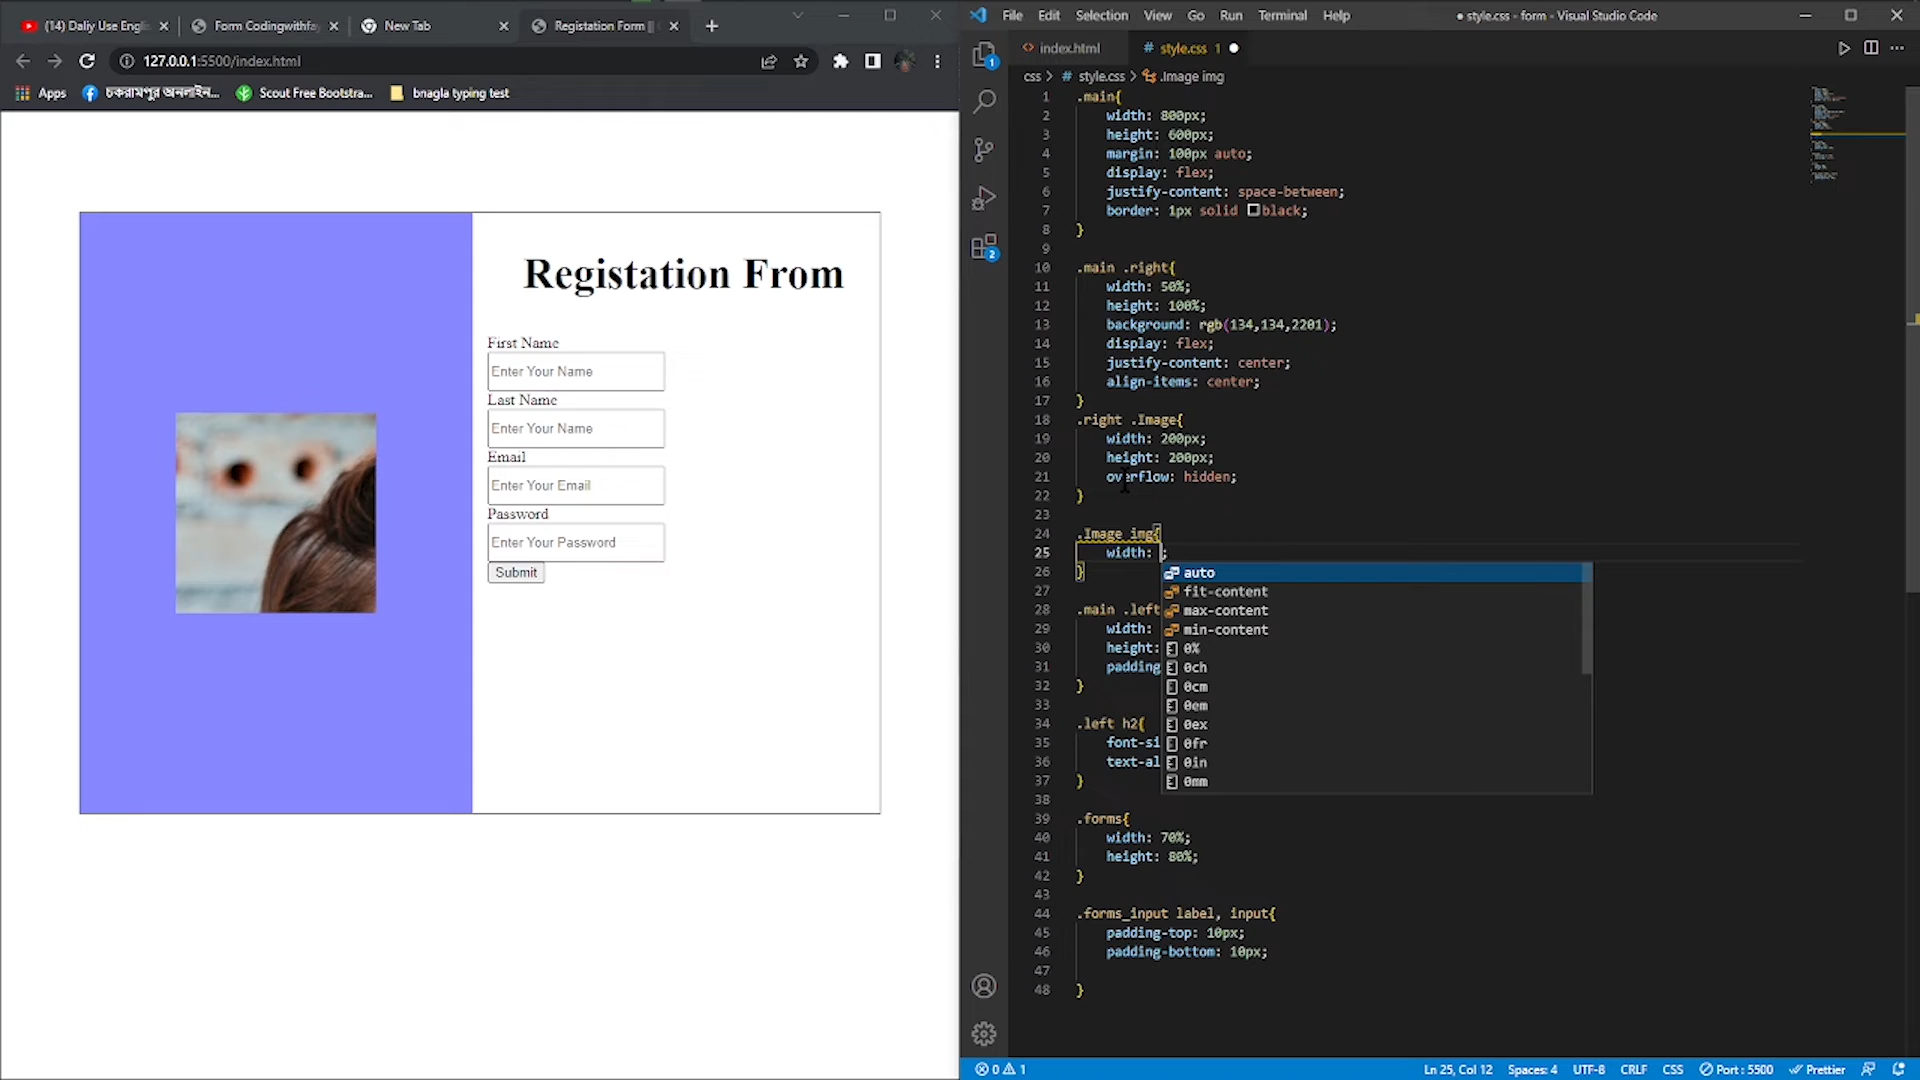 (14) Daliy Use Englis
Form Codingwithfay
New Tab
Registation Form ||
127.0.0.1:5500/index.html
Apps
চকরামপুর অনলাইন...
Scout Free Bootstra...
bnagla typing test
Registation From
First Name
Enter Your Name
Last Name
Enter Your Name
Email
Enter Your Email
Password
Enter Your Password
Submit
File Edit Selection View Go Run Terminal Help
● style.css - form - Visual Studio Code
index.html
# style.css 1
css > # style.css > .Image img
1 .main{
2 width: 800px;
3 height: 600px;
4 margin: 100px auto;
5 display: flex;
6 justify-content: space-between;
7 border: 1px solid black;
8 }
9
10 .main .right{
11 width: 50%;
12 height: 100%;
13 background: rgb(134,134,2201);
14 display: flex;
15 justify-content: center;
16 align-items: center;
17 }
18 .right .Image{
19 width: 200px;
20 height: 200px;
21 overflow: hidden;
22 }
23
24 .Image img{
25 width: ;
26 }
27
28 .main .left
29 width:
30 height:
31 padding
32 }
33
34 .left h2{
35 font-si
36 text-al
37 }
38
39 .forms{
40 width: 70%;
41 height: 80%;
42 }
43
44 .forms_input label, input{
45 padding-top: 10px;
46 padding-bottom: 10px;
47
48 }
auto
fit-content
max-content
min-content
0%
0ch
0cm
0em
0ex
0fr
0in
0mm
1
2
0 1
Ln 25, Col 12 Spaces: 4 UTF-8 CRLF CSS Port : 5500 Prettier